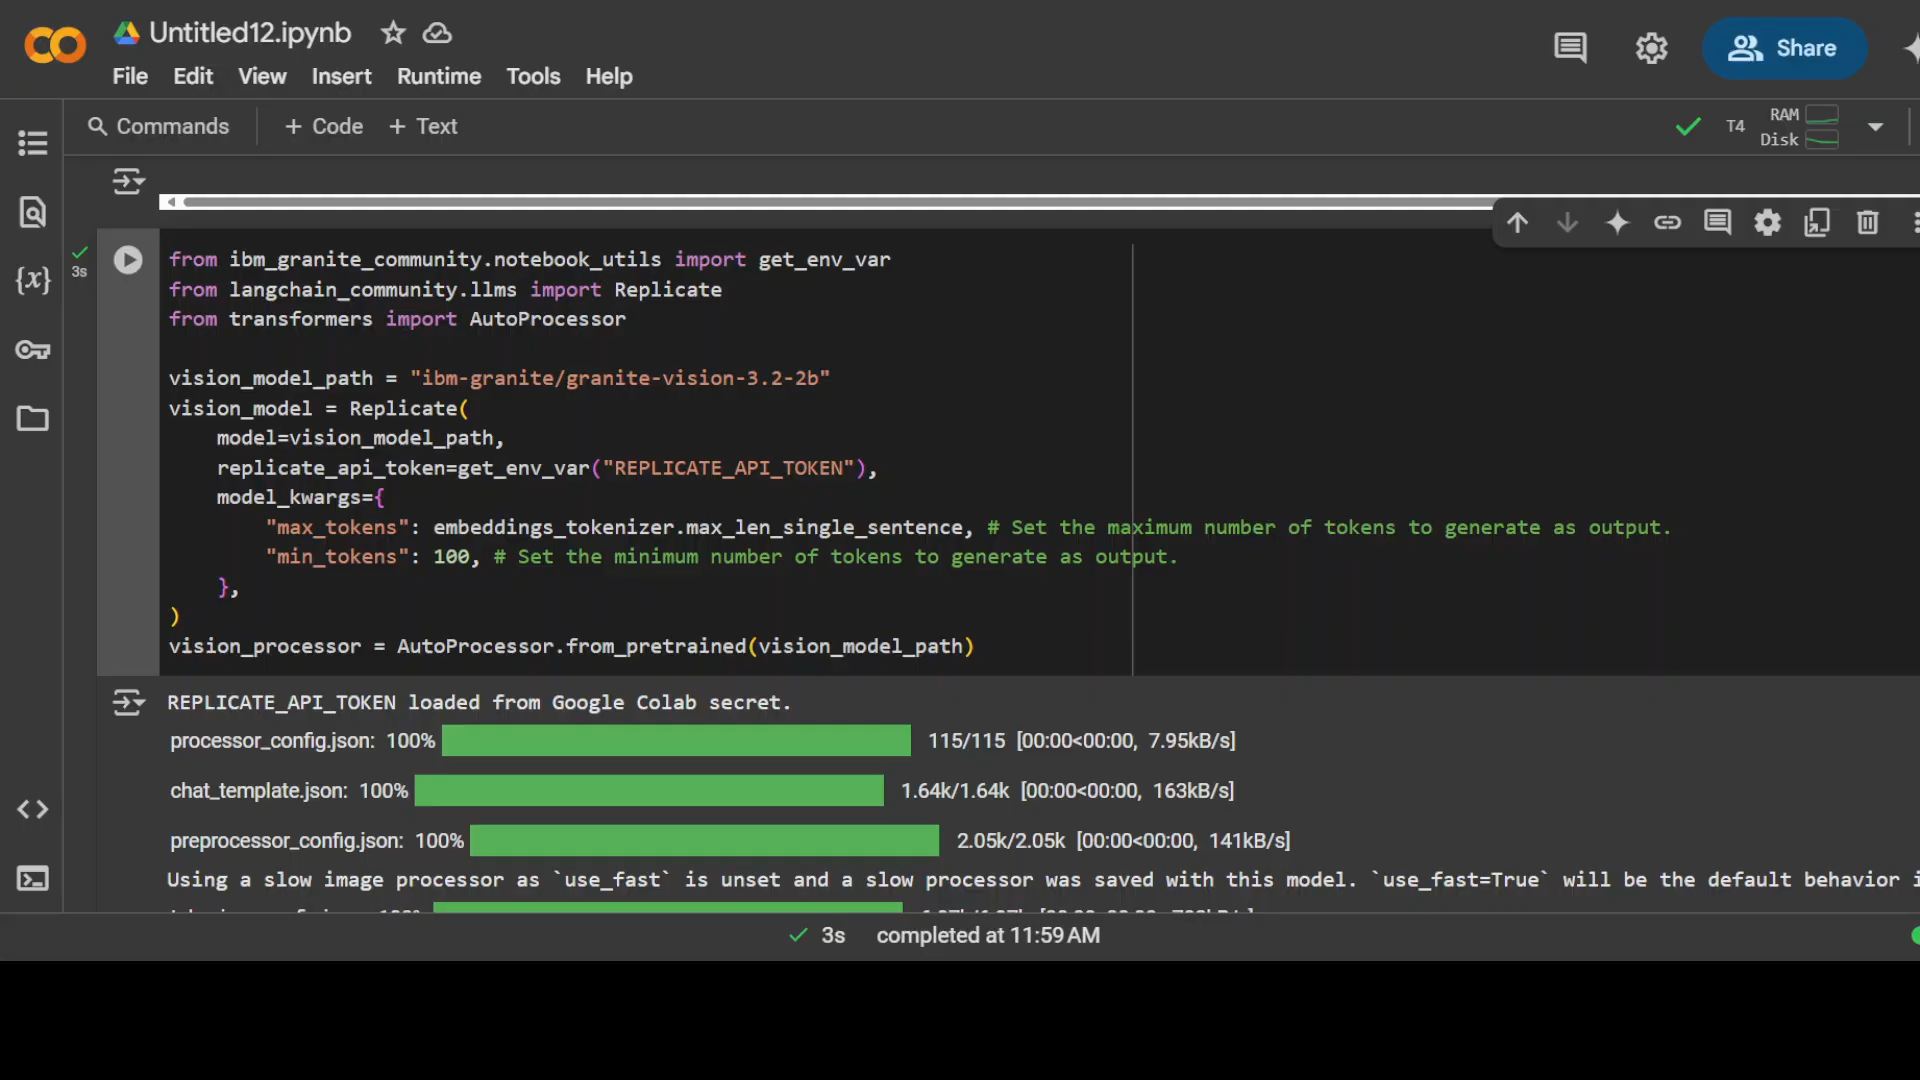 Untitled12.ipynb
File Edit View Insert Runtime Tools Help
Share
Commands + Code + Text
T4 RAM Disk
3s
from ibm_granite_community.notebook_utils import get_env_var
from langchain_community.llms import Replicate
from transformers import AutoProcessor
vision_model_path = "ibm-granite/granite-vision-3.2-2b"
vision_model = Replicate(
model=vision_model_path,
replicate_api_token=get_env_var("REPLICATE_API_TOKEN"),
model_kwargs={
"max_tokens": embeddings_tokenizer.max_len_single_sentence, # Set the maximum number of tokens to generate as output.
"min_tokens": 100, # Set the minimum number of tokens to generate as output.
},
)
vision_processor = AutoProcessor.from_pretrained(vision_model_path)
REPLICATE_API_TOKEN loaded from Google Colab secret.
processor_config.json: 100% 115/115 [00:00<00:00, 7.95kB/s]
chat_template.json: 100% 1.64k/1.64k [00:00<00:00, 163kB/s]
preprocessor_config.json: 100% 2.05k/2.05k [00:00<00:00, 141kB/s]
Using a slow image processor as `use_fast` is unset and a slow processor was saved with this model. `use_fast=True` will be the default behavior
3s completed at 11:59 AM